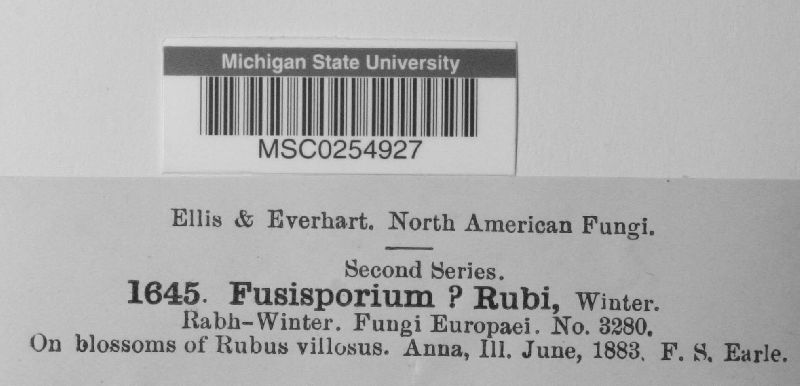 Michigan State University
MSC0254927
Ellis & Everhart. North American Fungi.
Second Series.
1645. Fusisporium ? Rubi, Winter.
Rabh-Winter. Fungi Europaei. No. 3280.
On blossoms of Rubus villosus. Anna, Ill. June, 1883. F. S. Earle.